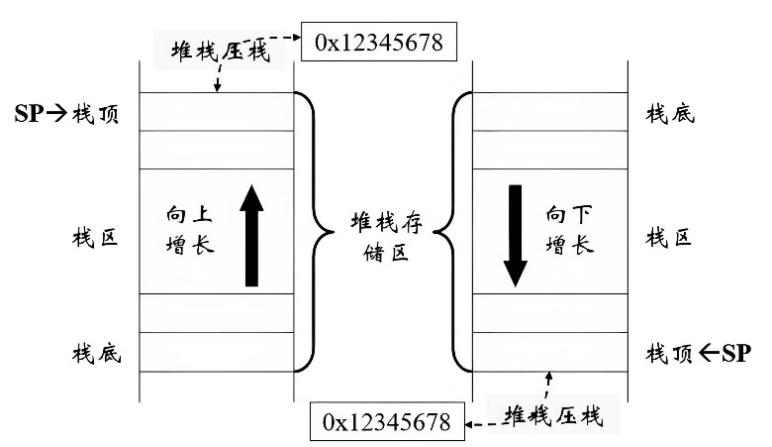 堆栈压栈
0x12345678
SP→栈顶
栈底
向上
增长
堆栈存
储区
向下
增长
栈区
栈区
栈底
栈顶←SP
0x12345678
堆栈压栈